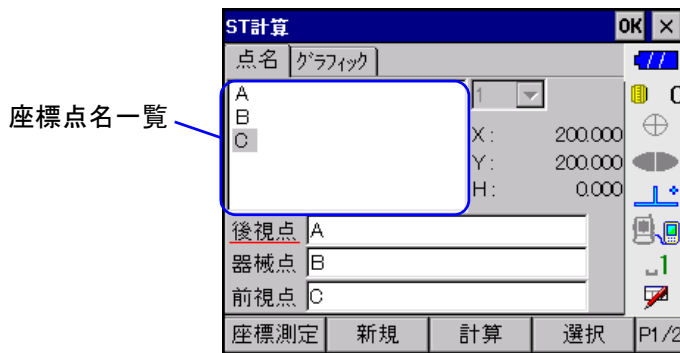 ST計算 OK ×
点名 グラフィック
座標点名一覧
A
B
C
1
X: 200.000
Y: 200.000
H: 0.000
後視点 A
器械点 B
前視点 C
座標測定 新規 計算 選択 P1/2
0
1